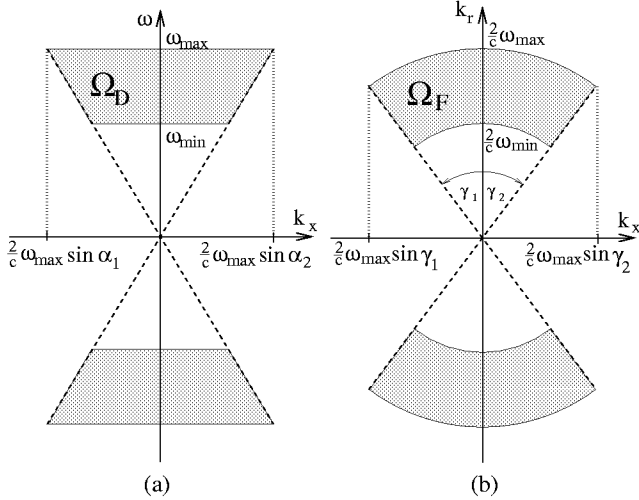 ω
ω_max
Ω_D
ω_min
k_x
2/c ω_max sin α_1
2/c ω_max sin α_2
(a)
k_r
2/c ω_max
Ω_F
2/c ω_min
γ_1
γ_2
k_x
2/c ω_max sin γ_1
2/c ω_max sin γ_2
(b)